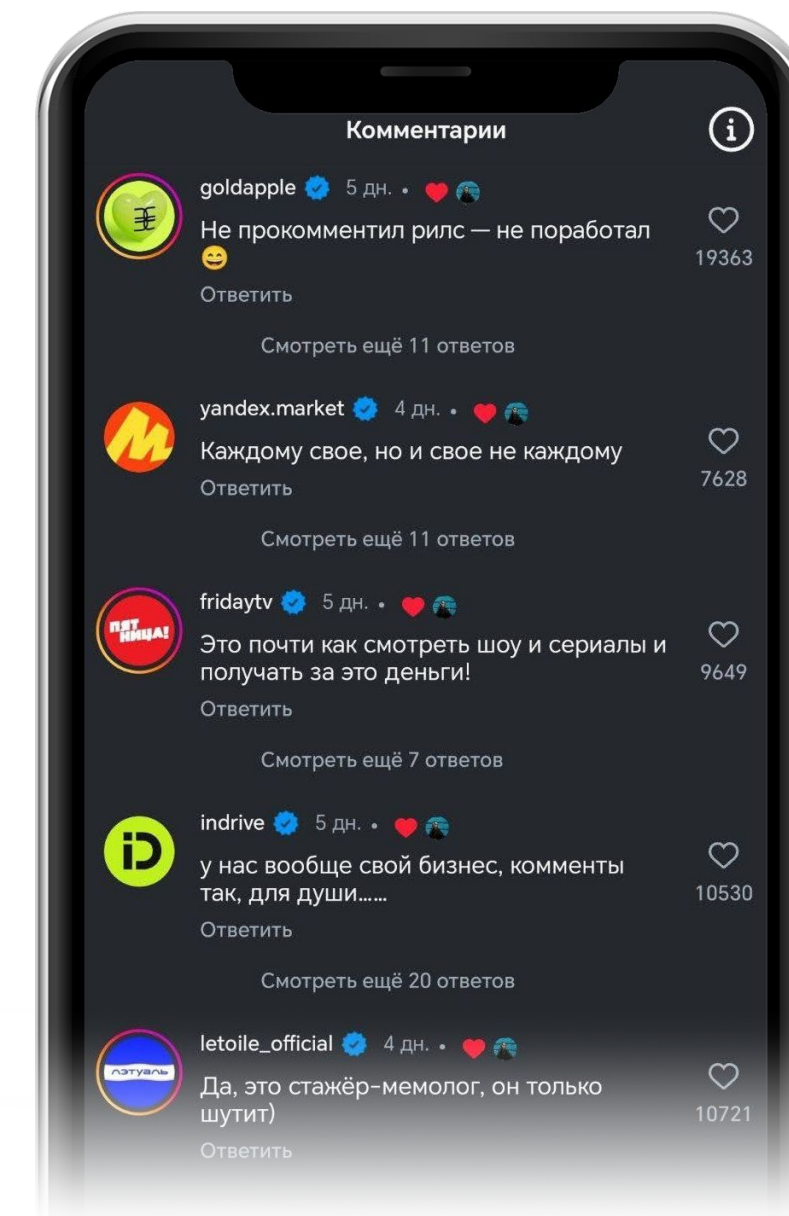 Комментарии
goldapple 5 дн. •
Не прокомментил рилс — не поработал
😄
19363
Ответить
Смотреть ещё 11 ответов
yandex.market 4 дн. •
Каждому свое, но и свое не каждому
7628
Ответить
Смотреть ещё 11 ответов
fridaytv 5 дн. •
ПЯТНИЦА!
Это почти как смотреть шоу и сериалы и
получать за это деньги!
9649
Ответить
Смотреть ещё 7 ответов
indrive 5 дн. •
iD
у нас вообще свой бизнес, комменты
так, для души......
10530
Ответить
Смотреть ещё 20 ответов
letoile_official 4 дн. •
ЛЭТУАЛЬ
Да, это стажёр-мемолог, он только
шутит)
10721
Ответить